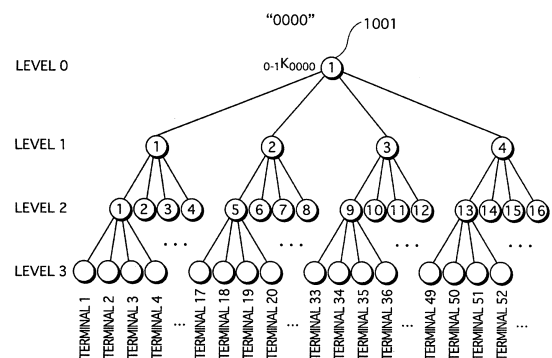 "0000"
1001
LEVEL 0
0-1K0000 1
LEVEL 1
1 2 3 4
LEVEL 2
1 2 3 4 5 6 7 8 9 10 11 12 13 14 15 16
... ... ... ...
LEVEL 3
TERMINAL 1
TERMINAL 2
TERMINAL 3
TERMINAL 4
...
TERMINAL 17
TERMINAL 18
TERMINAL 19
TERMINAL 20
...
TERMINAL 33
TERMINAL 34
TERMINAL 35
TERMINAL 36
...
TERMINAL 49
TERMINAL 50
TERMINAL 51
TERMINAL 52
...